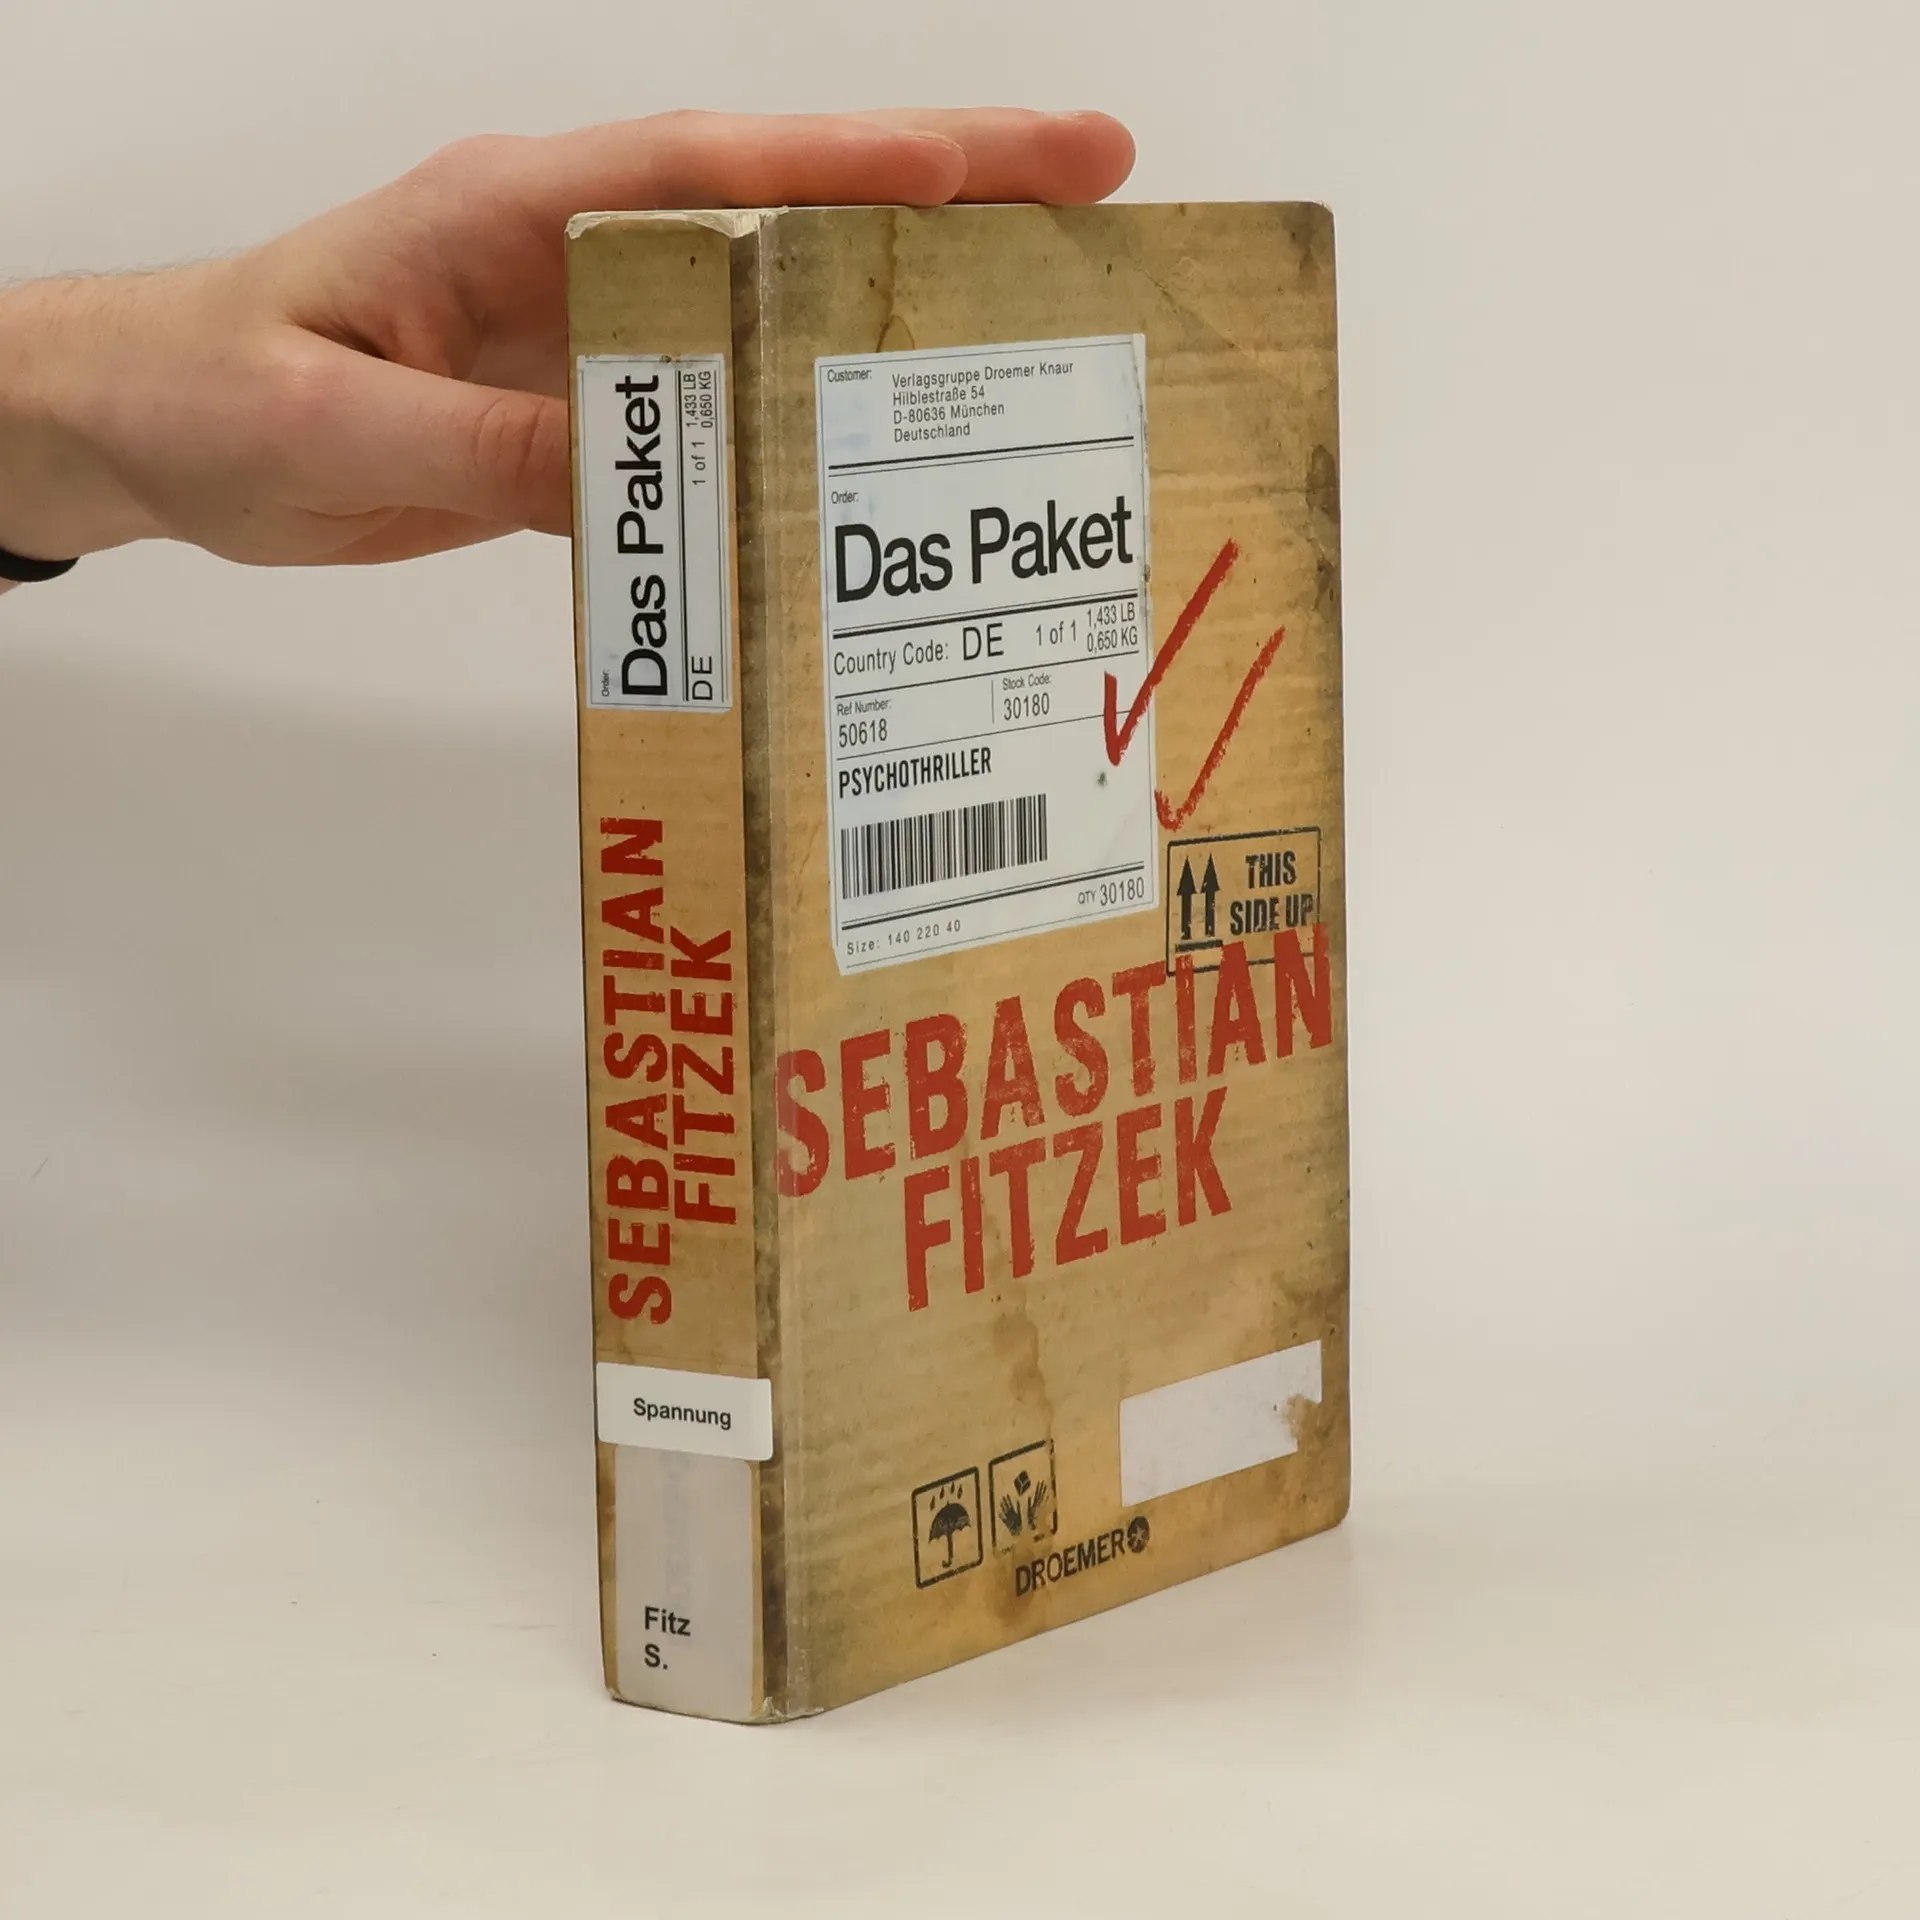 Order:
Das Paket
DE
1 of 1
1,433 LB
0,650 KG
SEBASTIAN
FITZEK
Spannung
Fitz
S.
Customer:
Verlagsgruppe Droemer Knaur
Hilblestraße 54
D-80636 München
Deutschland
Order:
Das Paket
Country Code: DE
1 of 1
1,433 LB
0,650 KG
Ref Number:
50618
Stock Code:
30180
PSYCHOTHRILLER
QTY 30180
Size: 140 220 40
THIS
SIDE UP
SEBASTIAN
FITZEK
DROEMER